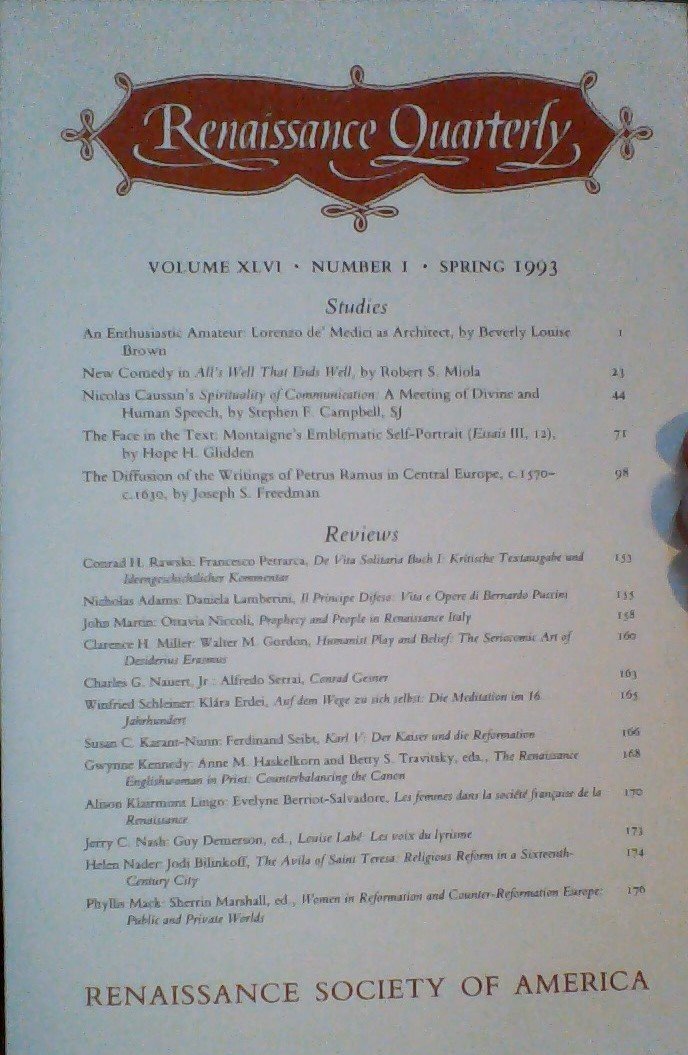 Renaissance Quarterly
VOLUME XLVI • NUMBER 1 • SPRING 1993
Studies
An Enthusiastic Amateur: Lorenzo de' Medici as Architect, by Beverly Louise 1
Brown
New Comedy in All's Well That Ends Well, by Robert S. Miola 23
Nicolas Caussin's Spirituality of Communication: A Meeting of Divine and 44
Human Speech, by Stephen F. Campbell, SJ
The Face in the Text: Montaigne's Emblematic Self-Portrait (Essais III, 12), 71
by Hope H. Glidden
The Diffusion of the Writings of Petrus Ramus in Central Europe, c.1570– 98
c.1630, by Joseph S. Freedman
Reviews
Conrad H. Rawski: Francesco Petrarca, De Vita Solitaria Buch I: Kritische Textausgabe und 153
Ideengeschichtlicher Kommentar
Nicholas Adams: Daniela Lamberini, Il Principe Difeso: Vita e Opere di Bernardo Puccini 155
John Martin: Ottavia Niccoli, Prophecy and People in Renaissance Italy 158
Clarence H. Miller: Walter M. Gordon, Humanist Play and Belief: The Seriocomic Art of 160
Desiderius Erasmus
Charles G. Nauert, Jr.: Alfredo Serrai, Conrad Gesner 163
Winfried Schleiner: Klára Erdei, Auf dem Wege zu sich selbst: Die Meditation im 16. 165
Jahrhundert
Susan C. Karant-Nunn: Ferdinand Seibt, Karl V: Der Kaiser und die Reformation 166
Gwynne Kennedy: Anne M. Haskelkorn and Betty S. Travitsky, eds., The Renaissance 168
Englishwoman in Print: Counterbalancing the Canon
Alison Klairmont Lingo: Evelyne Berriot-Salvadore, Les femmes dans la société française de la 170
Renaissance
Jerry C. Nash: Guy Demerson, ed., Louise Labé: Les voix du lyrisme 173
Helen Nader: Jodi Bilinkoff, The Avila of Saint Teresa: Religious Reform in a Sixteenth- 174
Century City
Phyllis Mack: Sherrin Marshall, ed., Women in Reformation and Counter-Reformation Europe: 176
Public and Private Worlds
RENAISSANCE SOCIETY OF AMERICA